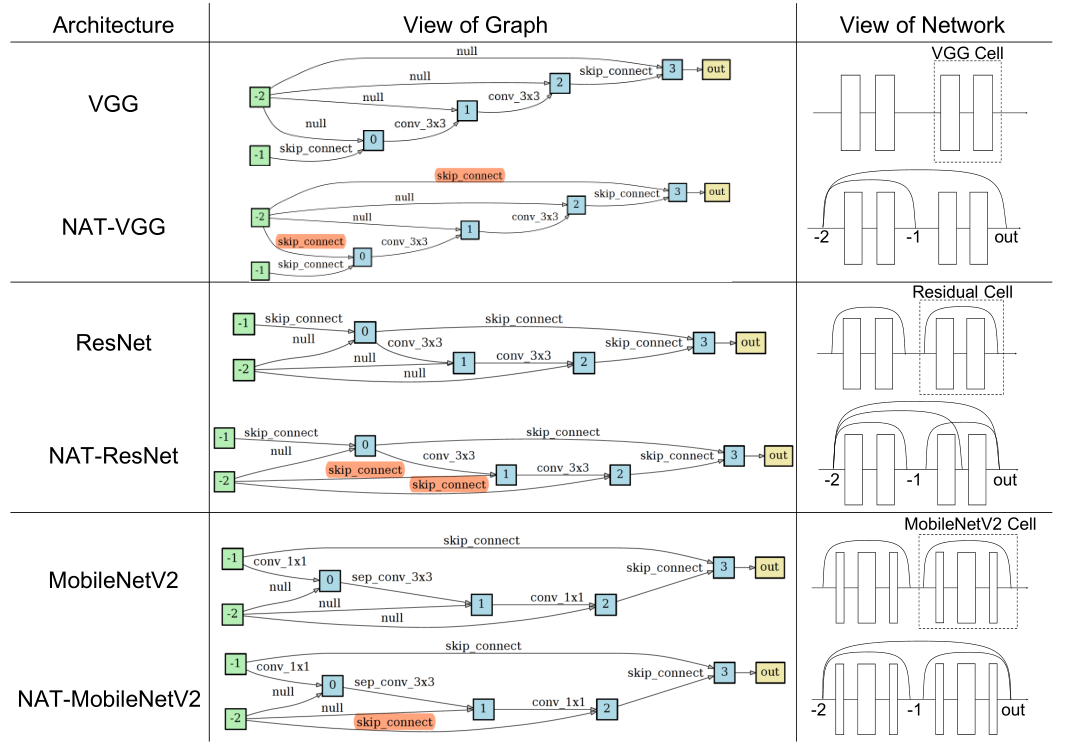 Architecture View of Graph View of Network
VGG
null
null
null
null
skip_connect
conv_3x3
conv_3x3
skip_connect
-2
-1
0
1
2
3
out
VGG Cell
NAT-VGG
skip_connect
null
null
skip_connect
skip_connect
conv_3x3
conv_3x3
skip_connect
-2
-1
0
1
2
3
out
-2 -1 out
ResNet
skip_connect
null
skip_connect
conv_3x3
null
conv_3x3
null
skip_connect
-1
-2
0
1
2
3
out
Residual Cell
NAT-ResNet
skip_connect
null
skip_connect
conv_3x3
skip_connect
conv_3x3
skip_connect
skip_connect
-1
-2
0
1
2
3
out
-2 -1 out
MobileNetV2
skip_connect
conv_1x1
null
sep_conv_3x3
null
conv_1x1
null
skip_connect
-1
-2
0
1
2
3
out
MobileNetV2 Cell
NAT-MobileNetV2
skip_connect
conv_1x1
null
sep_conv_3x3
null
conv_1x1
skip_connect
skip_connect
-1
-2
0
1
2
3
out
-2 -1 out